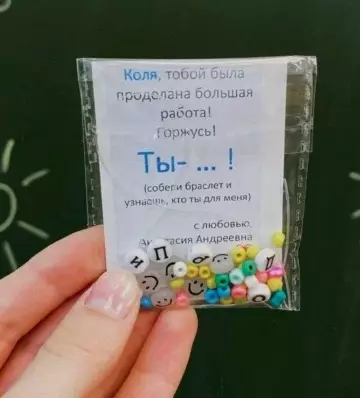 Коля, тобой была
проделана большая
работа!
Горжусь!
Ты- ... !
(собери браслет и
узнаешь, кто ты для меня)
с любовью,
Анастасия Андреевна
И П